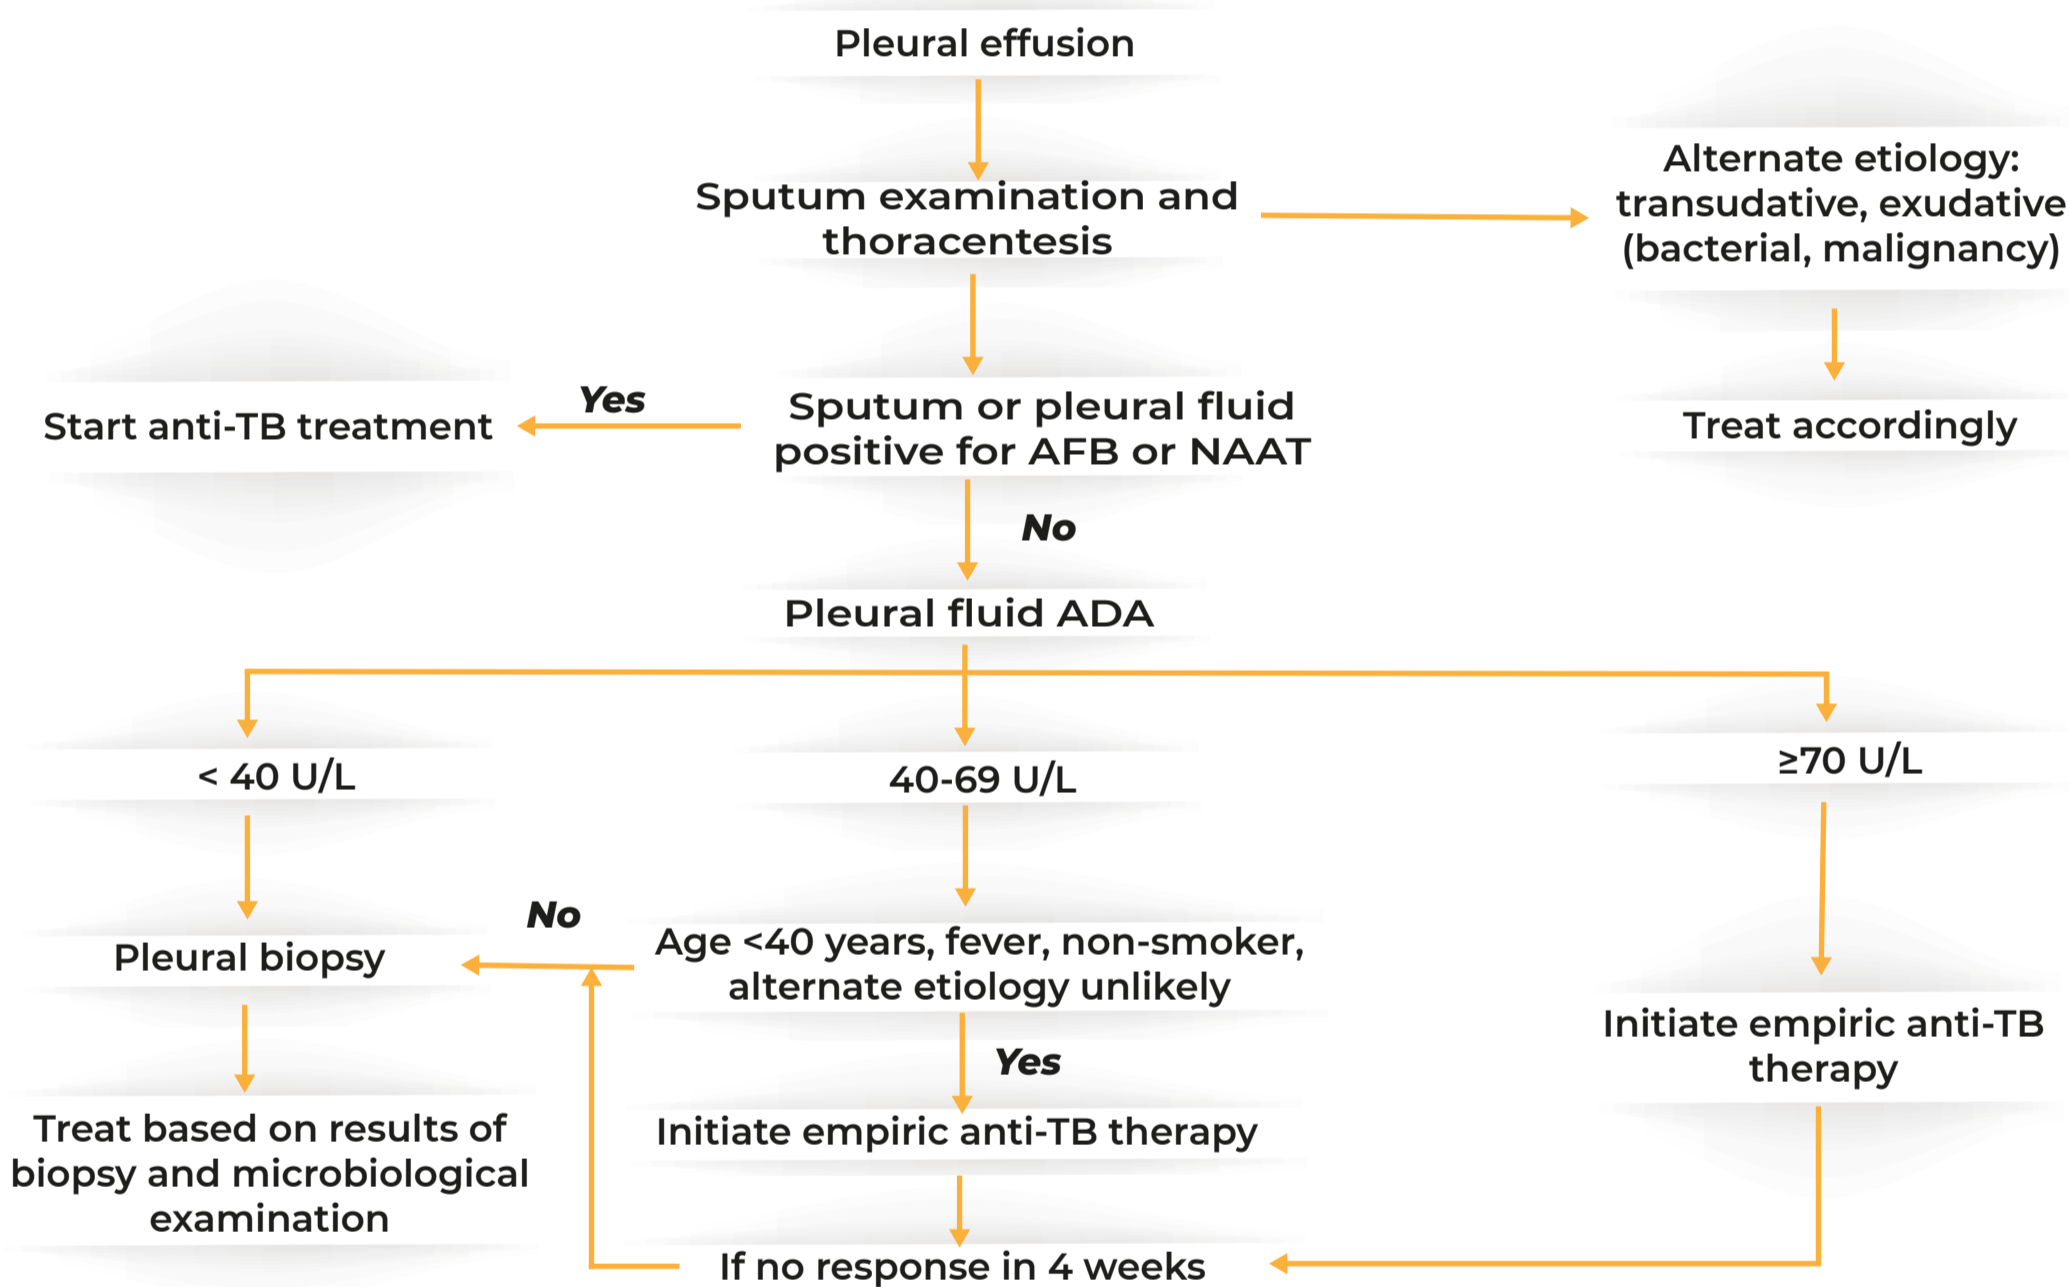 Pleural effusion
Sputum examination and
thoracentesis
Alternate etiology:
transudative, exudative
(bacterial, malignancy)
Treat accordingly
Sputum or pleural fluid
positive for AFB or NAAT
Yes
Start anti-TB treatment
No
Pleural fluid ADA
< 40 U/L
40-69 U/L
≥70 U/L
Pleural biopsy
No
Age <40 years, fever, non-smoker,
alternate etiology unlikely
Yes
Initiate empiric anti-TB
therapy
Treat based on results of
biopsy and microbiological
examination
Initiate empiric anti-TB therapy
If no response in 4 weeks